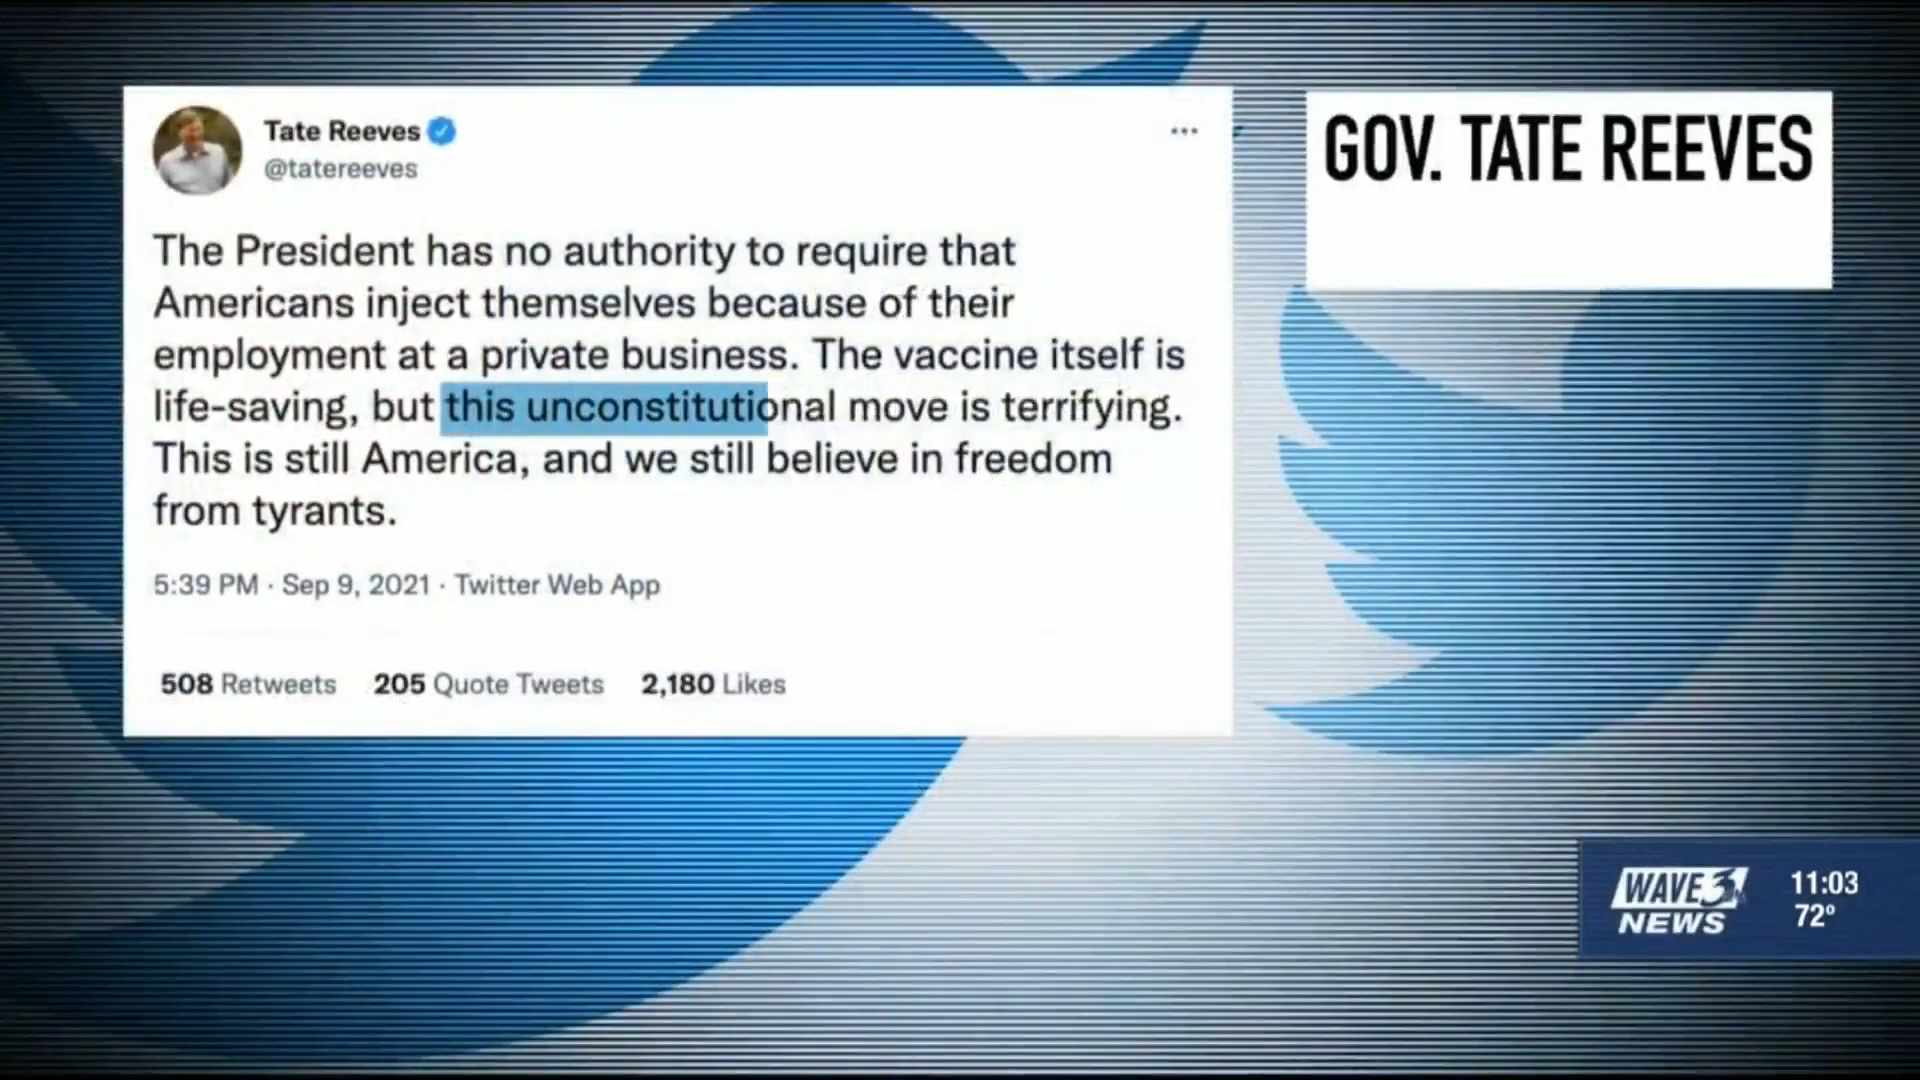 Tate Reeves
@tatereeves
The President has no authority to require that
Americans inject themselves because of their
employment at a private business. The vaccine itself is
life-saving, but this unconstitutional move is terrifying.
This is still America, and we still believe in freedom
from tyrants.
5:39 PM · Sep 9, 2021 · Twitter Web App
508 Retweets 205 Quote Tweets 2,180 Likes
GOV. TATE REEVES
WAVE 3
NEWS
11:03
72°